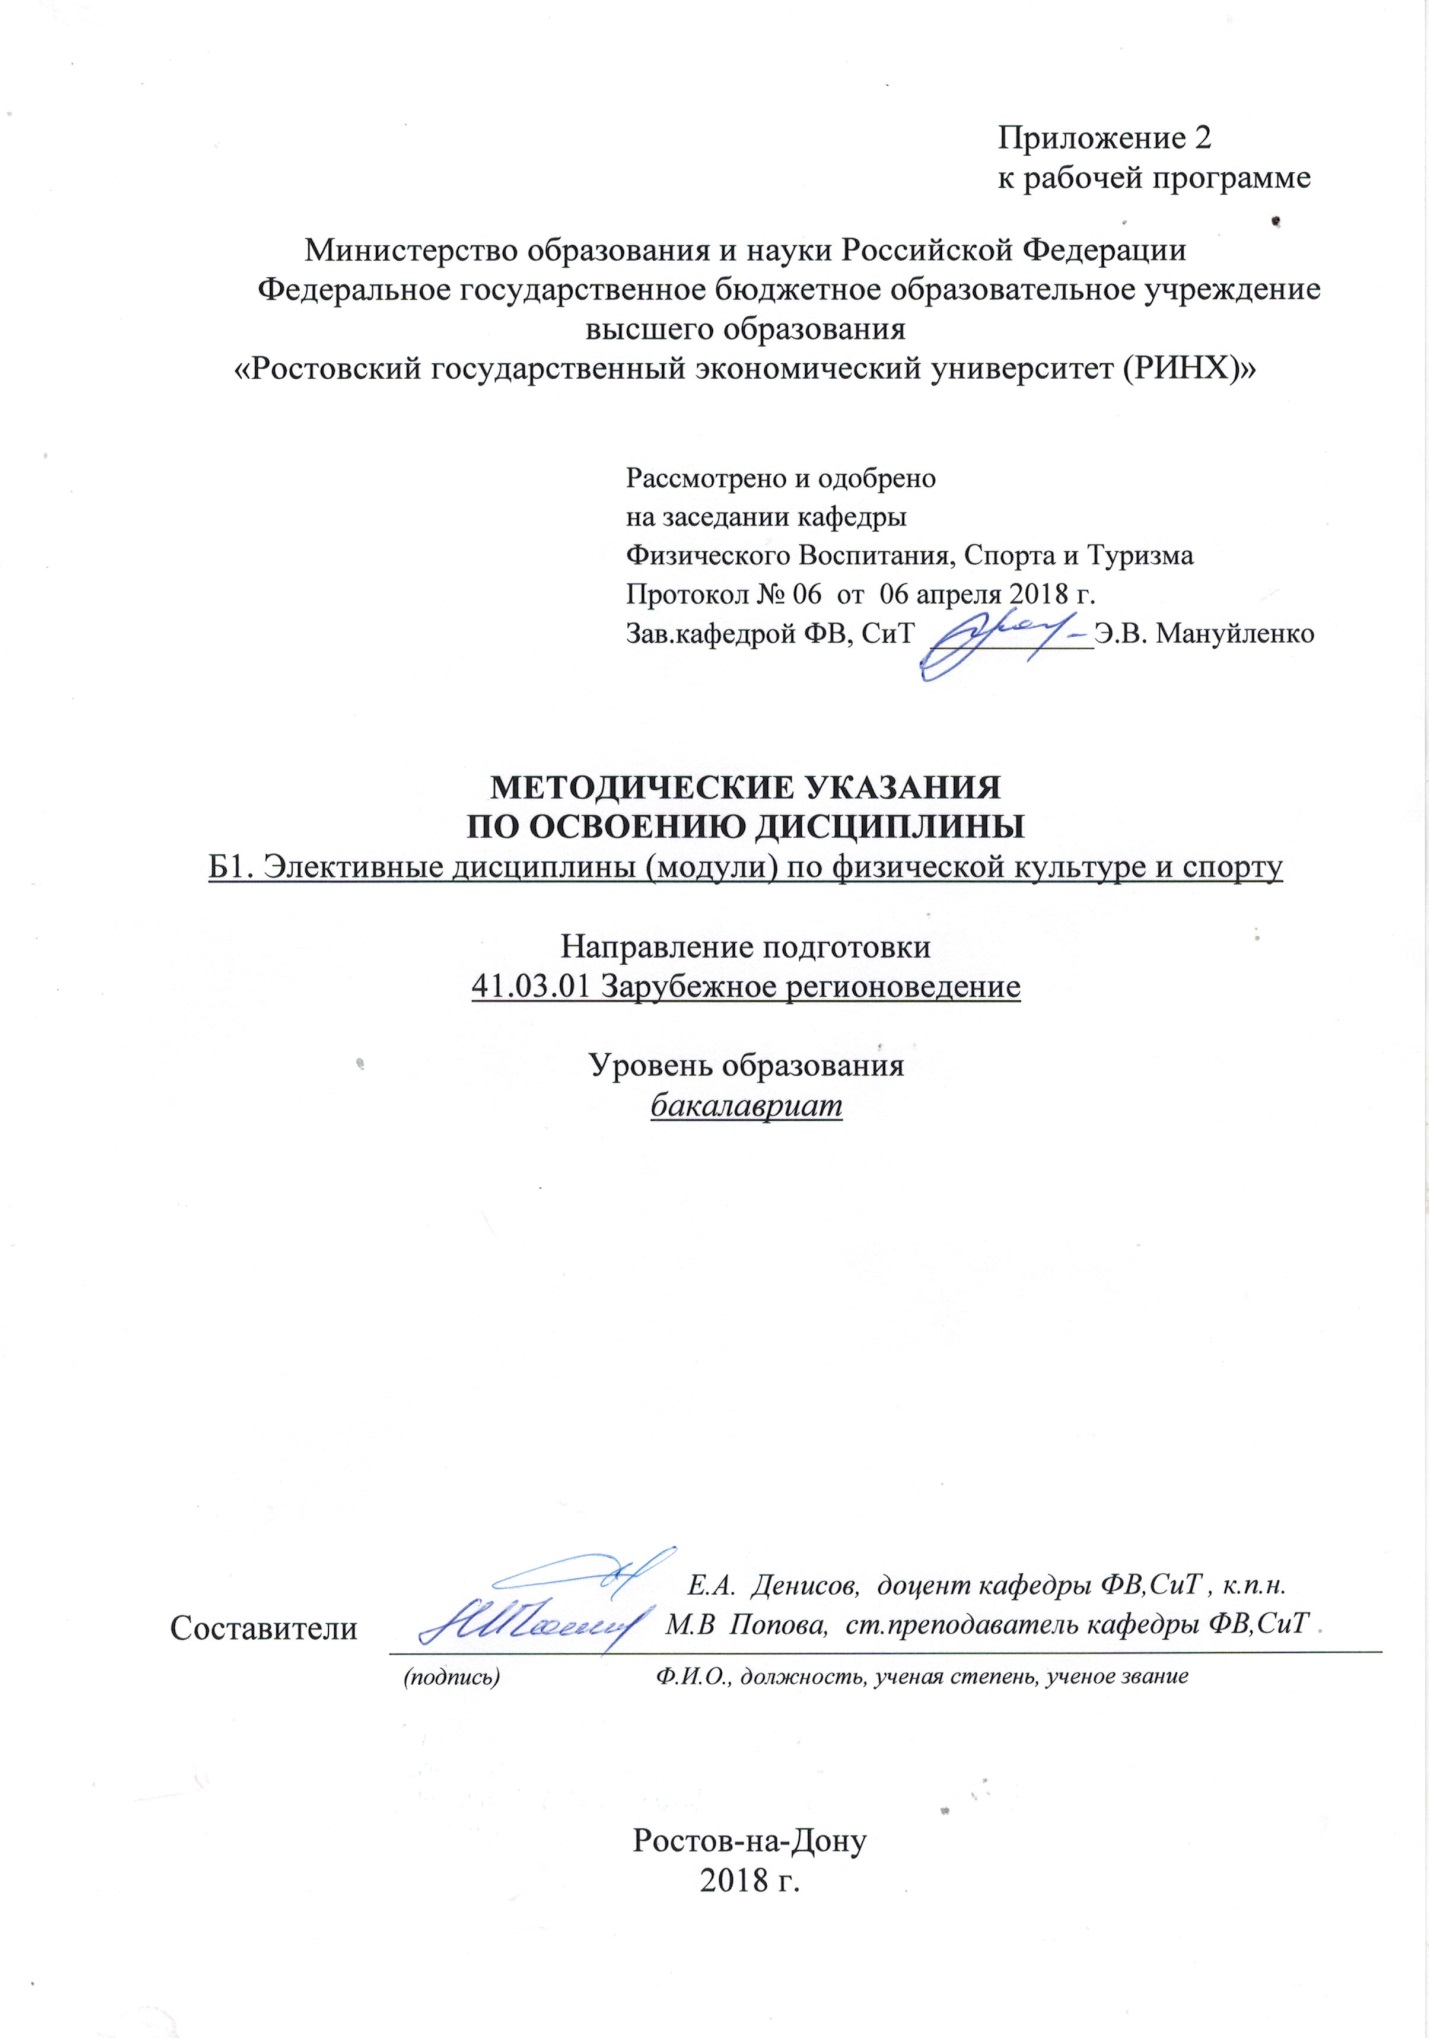 Приложение 2
к рабочей программе
Министерство образования и науки Российской Федерации
Федеральное государственное бюджетное образовательное учреждение
высшего образования
«Ростовский государственный экономический университет (РИНХ)»
Рассмотрено и одобрено
на заседании кафедры
Физического Воспитания, Спорта и Туризма
Протокол № 06 от 06 апреля 2018 г.
Зав.кафедрой ФВ, СиТ ____________Э.В. Мануйленко
МЕТОДИЧЕСКИЕ УКАЗАНИЯ
ПО ОСВОЕНИЮ ДИСЦИПЛИНЫ
Б1. Элективные дисциплины (модули) по физической культуре и спорту
Направление подготовки
41.03.01 Зарубежное регионоведение
Уровень образования
бакалавриат
Е.А. Денисов, доцент кафедры ФВ,СиТ , к.п.н.
Составители М.В Попова, ст.преподаватель кафедры ФВ,СиТ .
(подпись) Ф.И.О., должность, ученая степень, ученое звание
Ростов-на-Дону
2018 г.